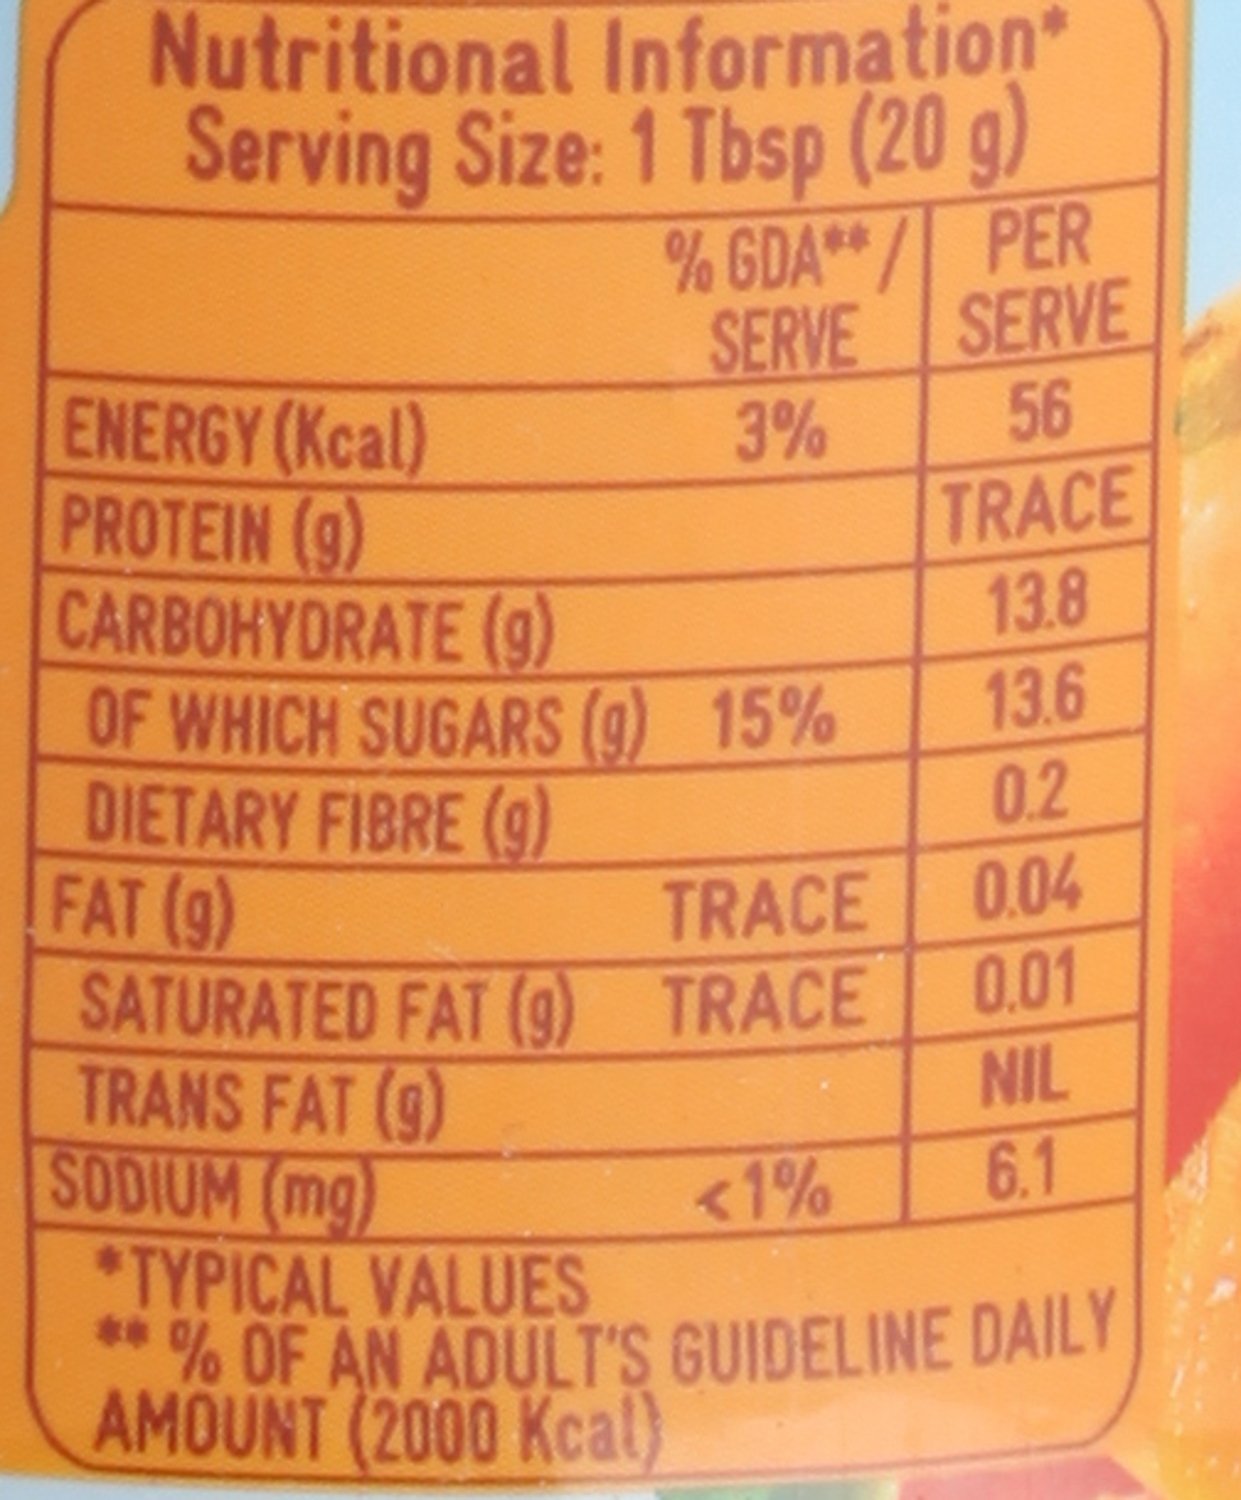 Nutritional Information*
Serving Size: 1 Tbsp (20 g)
% GDA** / PER
SERVE SERVE
ENERGY (Kcal) 3% 56
PROTEIN (g) TRACE
CARBOHYDRATE (g) 13.8
OF WHICH SUGARS (g) 15% 13.6
DIETARY FIBRE (g) 0.2
FAT (g) TRACE 0.04
SATURATED FAT (g) TRACE 0.01
TRANS FAT (g) NIL
SODIUM (mg) <1% 6.1
*TYPICAL VALUES
** % OF AN ADULT'S GUIDELINE DAILY
AMOUNT (2000 Kcal)